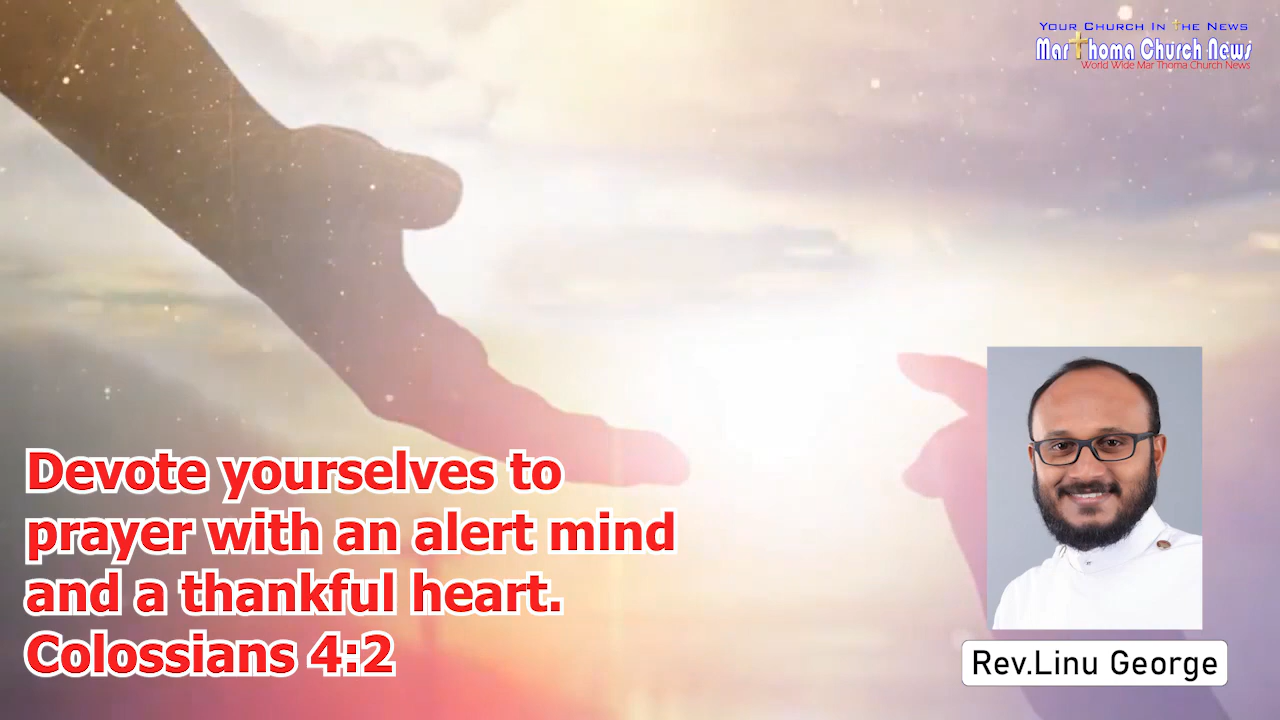 Your Church In The News
Mar Thoma Church News
World Wide Mar Thoma Church News
Devote yourselves to
prayer with an alert mind
and a thankful heart.
Colossians 4:2
Rev.Linu George